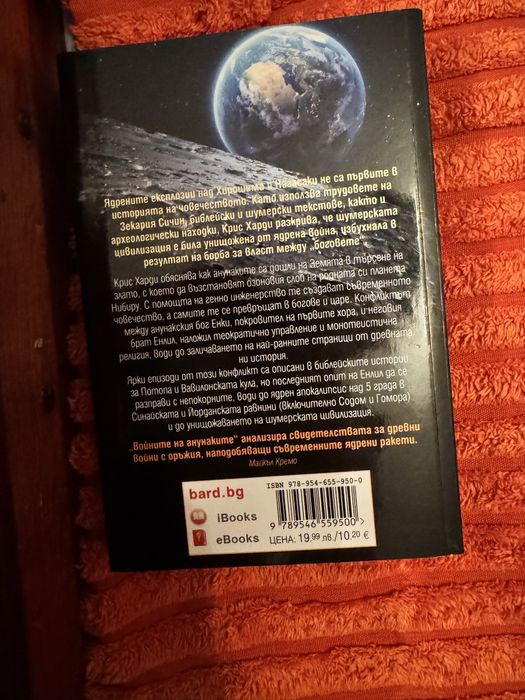 Ядрените експлозии над Хирошима и Нагасаки не са първите в
историята на човечеството. Като използва трудовете на
Зекария Сичин, библейски и шумерски текстове, както и
археологически находки, Крис Харди разкрива, че шумерската
цивилизация е била унищожена от ядрена война, избухнала в
резултат на борба за власт между „боговете“.
Крис Харди обяснява как анунаките са дошли на Земята в търсене на
злато, с което да възстановят озоновия слой на родната си планета
Нибиру. С помощта на генно инженерство те създават съвременното
човечество, а самите те се превръщат в богове и царе. Конфликтът
между анунакския бог Енки, покровител на първите хора, и неговия
брат Енлил, наложил теократично управление и монотеистична
религия, води до заличаването на най-ранните страници от древната
ни история.
Ярки епизоди от този конфликт са описани в библейските истории
за Потопа и Вавилонската кула, но последният опит на Енлил да се
разправи с непокорните, води до ядрен апокалипсис над 5 града в
Синайската и Йорданската равнини (включително Содом и Гомора)
и до унищожаването на шумерската цивилизация.
„Войните на анунаките“ анализира свидетелствата за древни
войни с оръжия, наподобяващи съвременните ядрени ракети.
Майкъл Кремо
bard.bg
iBooks
eBooks
ISBN 978-954-655-950-0
9 789546 559500 >
ЦЕНА: 19,99 лв./10,20 €